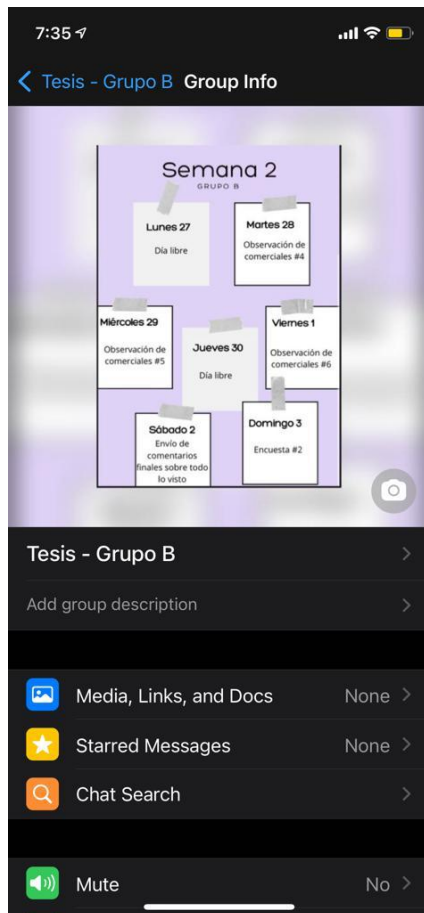 7:35
Tesis - Grupo B Group Info
Semana 2
GRUPO B
Lunes 27
Día libre
Martes 28
Observación de
comerciales #4
Miércoles 29
Observación de
comerciales #5
Jueves 30
Día libre
Viernes 1
Observación de
comerciales #6
Sábado 2
Envío de
comentarios
finales sobre todo
lo visto
Domingo 3
Encuesta #2
Tesis - Grupo B
Add group description
Media, Links, and Docs None
Starred Messages None
Chat Search
Mute No